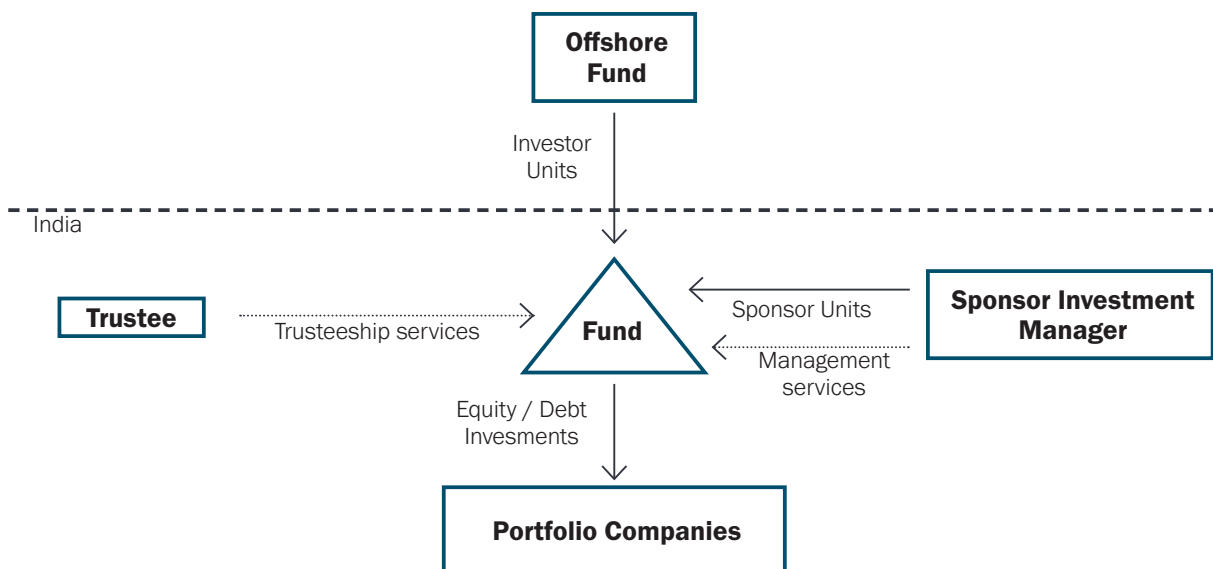 Offshore
Fund
Investor
Units
India
Trustee
Trusteeship services
Fund
Sponsor Units
Management
services
Sponsor Investment
Manager
Equity / Debt
Invesments
Portfolio Companies